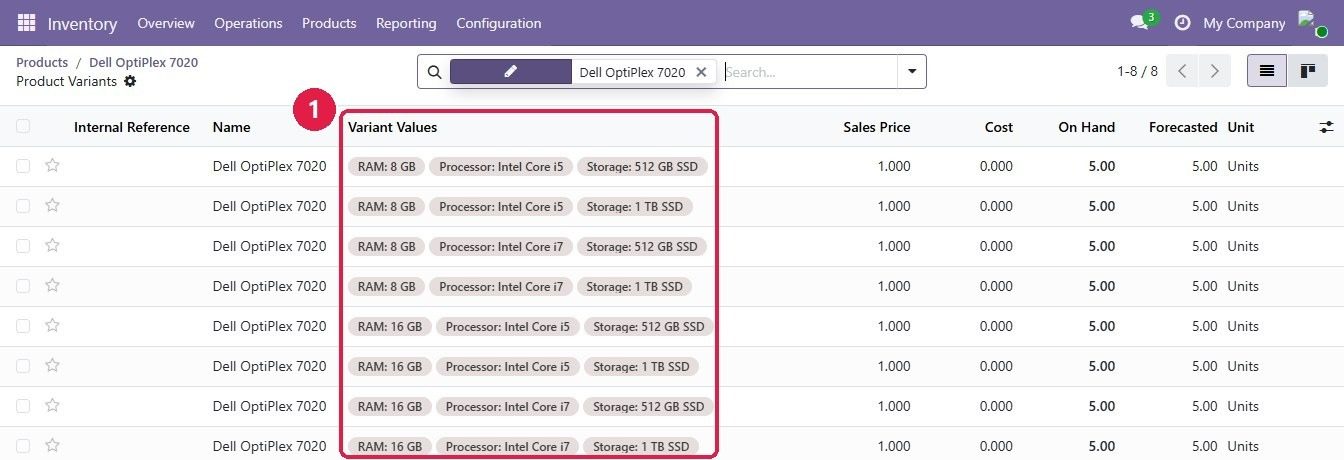 Inventory Overview Operations Products Reporting Configuration 3 My Company
Products / Dell OptiPlex 7020 Dell OptiPlex 7020 Search... 1-8 / 8
Product Variants
1
Internal Reference Name Variant Values Sales Price Cost On Hand Forecasted Unit
Dell OptiPlex 7020 RAM: 8 GB Processor: Intel Core i5 Storage: 512 GB SSD 1.000 0.000 5.00 5.00 Units
Dell OptiPlex 7020 RAM: 8 GB Processor: Intel Core i5 Storage: 1 TB SSD 1.000 0.000 5.00 5.00 Units
Dell OptiPlex 7020 RAM: 8 GB Processor: Intel Core i7 Storage: 512 GB SSD 1.000 0.000 5.00 5.00 Units
Dell OptiPlex 7020 RAM: 8 GB Processor: Intel Core i7 Storage: 1 TB SSD 1.000 0.000 5.00 5.00 Units
Dell OptiPlex 7020 RAM: 16 GB Processor: Intel Core i5 Storage: 512 GB SSD 1.000 0.000 5.00 5.00 Units
Dell OptiPlex 7020 RAM: 16 GB Processor: Intel Core i5 Storage: 1 TB SSD 1.000 0.000 5.00 5.00 Units
Dell OptiPlex 7020 RAM: 16 GB Processor: Intel Core i7 Storage: 512 GB SSD 1.000 0.000 5.00 5.00 Units
Dell OptiPlex 7020 RAM: 16 GB Processor: Intel Core i7 Storage: 1 TB SSD 1.000 0.000 5.00 5.00 Units